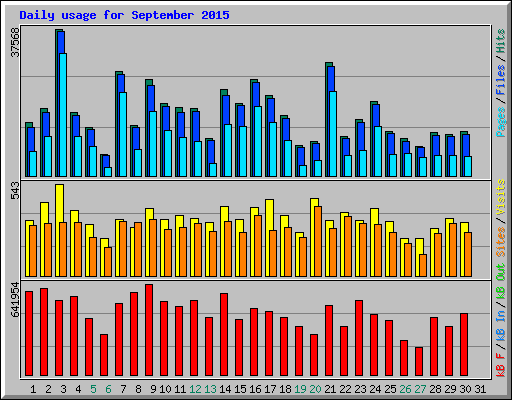 Daily usage for September 2015
37568
Pages / Files / Hits
543
Sites / Visits
641954
kB F / kB In / kB Out
1 2 3 4 5 6 7 8 9 10 11 12 13 14 15 16 17 18 19 20 21 22 23 24 25 26 27 28 29 30 31